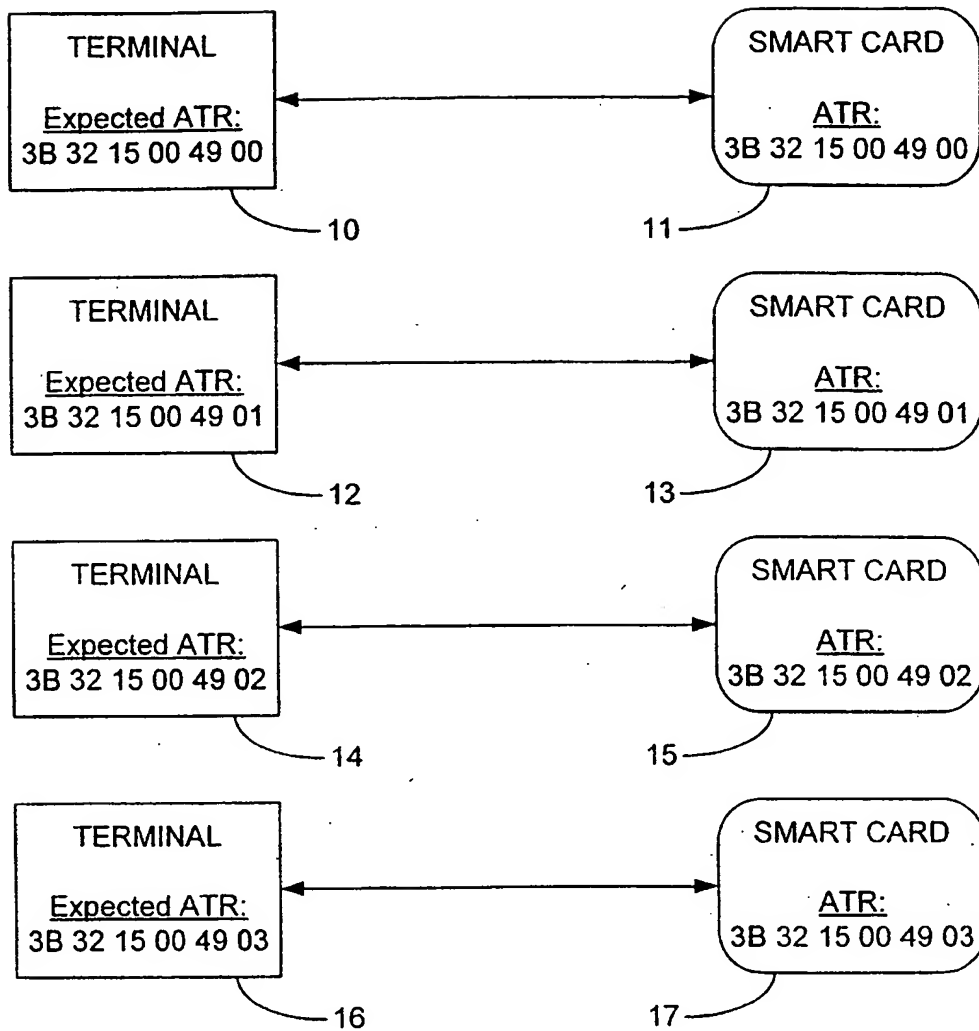 TERMINAL
Expected ATR:
3B 32 15 00 49 00
10
SMART CARD
ATR:
3B 32 15 00 49 00
11
TERMINAL
Expected ATR:
3B 32 15 00 49 01
12
SMART CARD
ATR:
3B 32 15 00 49 01
13
TERMINAL
Expected ATR:
3B 32 15 00 49 02
14
SMART CARD
ATR:
3B 32 15 00 49 02
15
TERMINAL
Expected ATR:
3B 32 15 00 49 03
16
SMART CARD
ATR:
3B 32 15 00 49 03
17